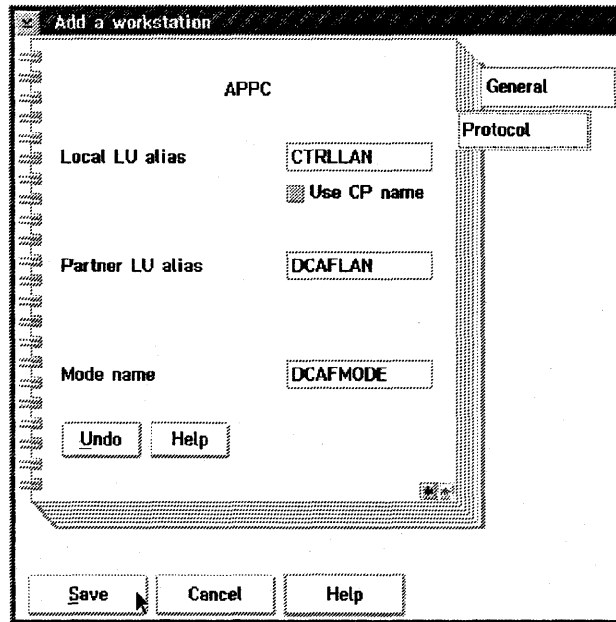 Add a workstation
APPC
General
Protocol
Local LU alias CTRLLAN
Use CP name
Partner LU alias DCAFLAN
Mode name DCAFMODE
Undo Help
Save Cancel Help